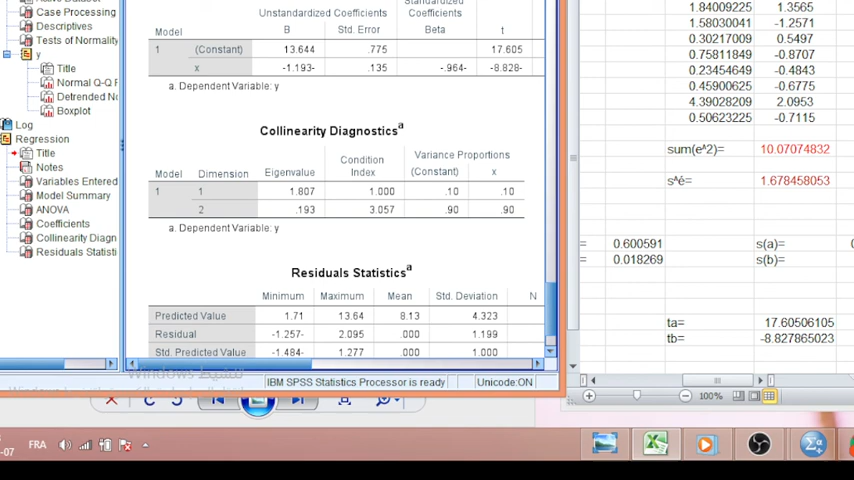 Case Processing
Descriptives
Tests of Normality
y
Title
Normal Q-Q F
Detrended No
Boxplot
Log
Regression
Title
Notes
Variables Entered
Model Summary
ANOVA
Coefficients
Collinearity Diagn
Residuals Statisti
Unstandardized Coefficients
Coefficients
Model B Std. Error Beta t
1 (Constant) 13.644 .775 17.605
x -1.193- .135 -.964- -8.828-
a. Dependent Variable: y
Collinearity Diagnosticsa
Variance Proportions
Model Dimension Eigenvalue Condition Index (Constant) x
1 1 1.807 1.000 .10 .10
2 .193 3.057 .90 .90
a. Dependent Variable: y
Residuals Statisticsa
Minimum Maximum Mean Std. Deviation N
Predicted Value 1.71 13.64 8.13 4.323
Residual -1.257- 2.095 .000 1.199
Std. Predicted Value -1.484- 1.277 .000 1.000
IBM SPSS Statistics Processor is ready Unicode:ON
1.84009225 1.3565
1.58030041 -1.2571
0.30217009 0.5497
0.75811849 -0.8707
0.23454649 -0.4843
0.45900625 -0.6775
4.39028209 2.0953
0.50623225 -0.7115
sum(e^2)= 10.07074832
s^é= 1.678458053
= 0.600591 s(a)= 0
= 0.018269 s(b)=
ta= 17.60506105
tb= -8.827865023
100%
FRA
-07